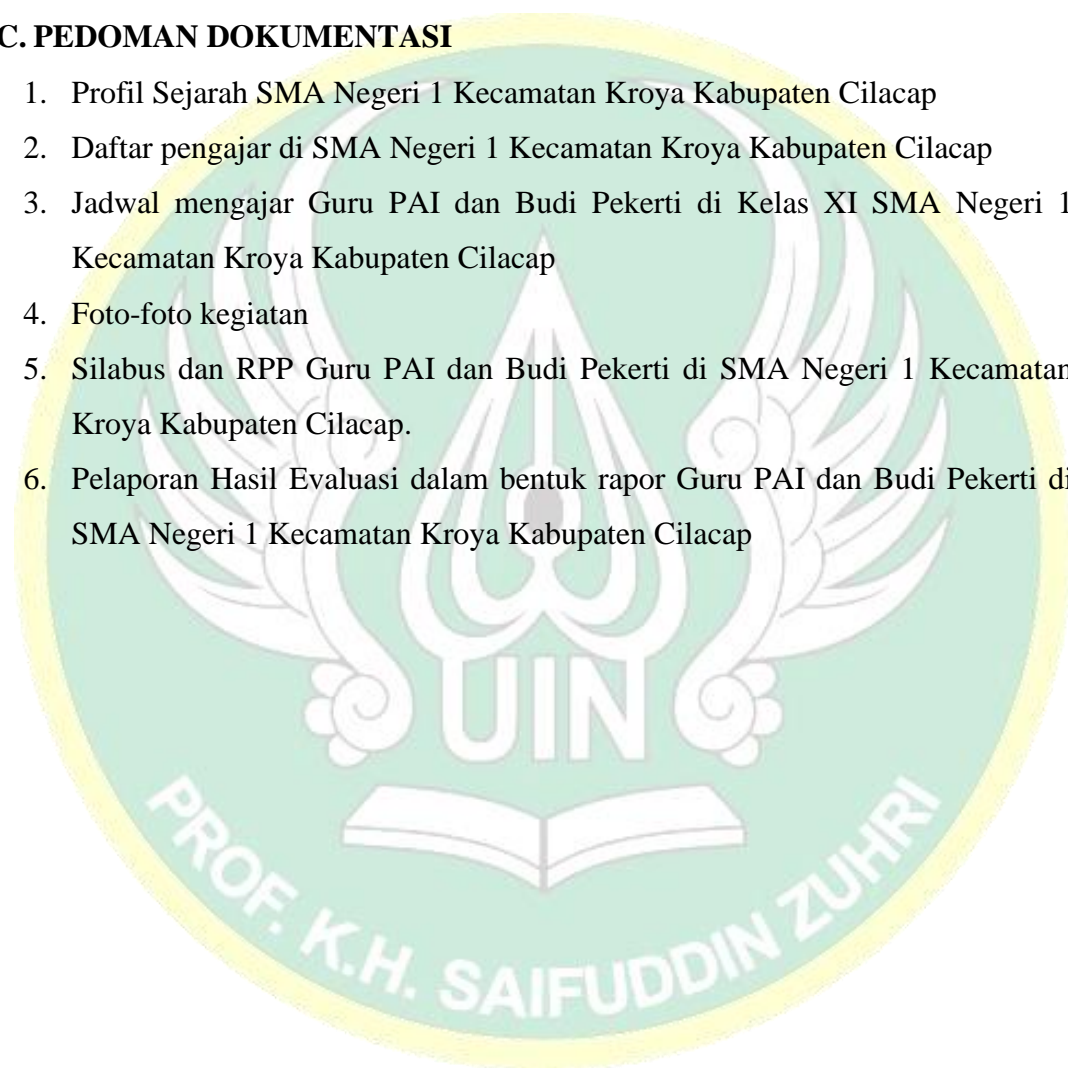 C. PEDOMAN DOKUMENTASI
1. Profil Sejarah SMA Negeri 1 Kecamatan Kroya Kabupaten Cilacap
2. Daftar pengajar di SMA Negeri 1 Kecamatan Kroya Kabupaten Cilacap
3. Jadwal mengajar Guru PAI dan Budi Pekerti di Kelas XI SMA Negeri 1
Kecamatan Kroya Kabupaten Cilacap
4. Foto-foto kegiatan
5. Silabus dan RPP Guru PAI dan Budi Pekerti di SMA Negeri 1 Kecamatan
Kroya Kabupaten Cilacap.
6. Pelaporan Hasil Evaluasi dalam bentuk rapor Guru PAI dan Budi Pekerti di
SMA Negeri 1 Kecamatan Kroya Kabupaten Cilacap
UIN
PROF. K.H. SAIFUDDIN ZUHRI